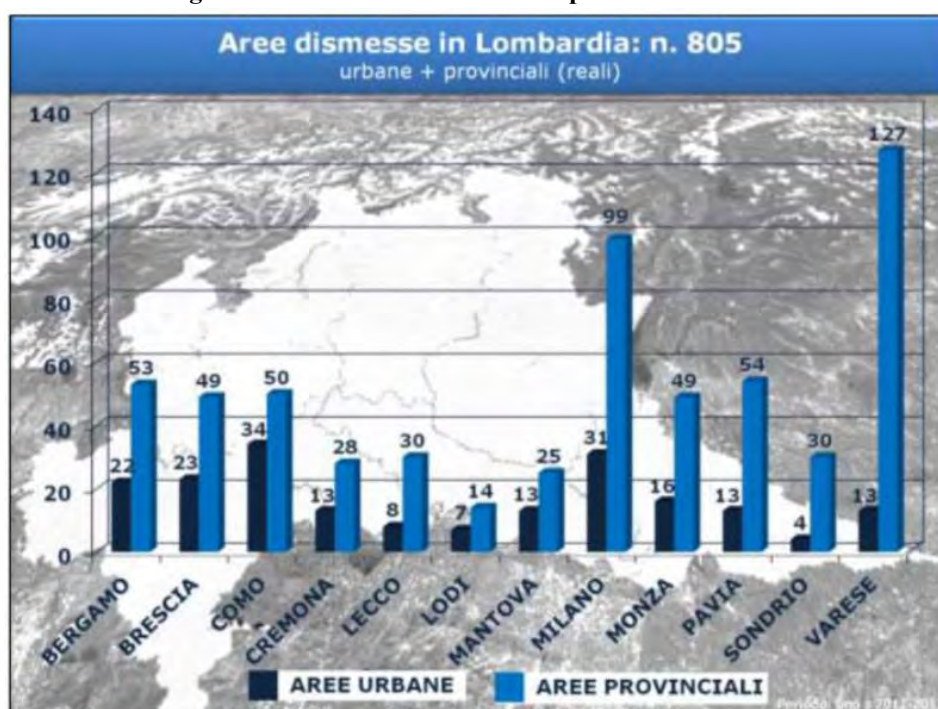 Aree dismesse in Lombardia: n. 805
urbane + provinciali (reali)
140
120
100
80
60
40
20
0
22 53
23 49
34 50
13 28
8 30
7 14
13 25
31 99
16 49
13 54
4 30
13 127
BERGAMO
BRESCIA
COMO
CREMONA
LECCO
LODI
MANTOVA
MILANO
MONZA
PAVIA
SONDRIO
VARESE
AREE URBANE AREE PROVINCIALI